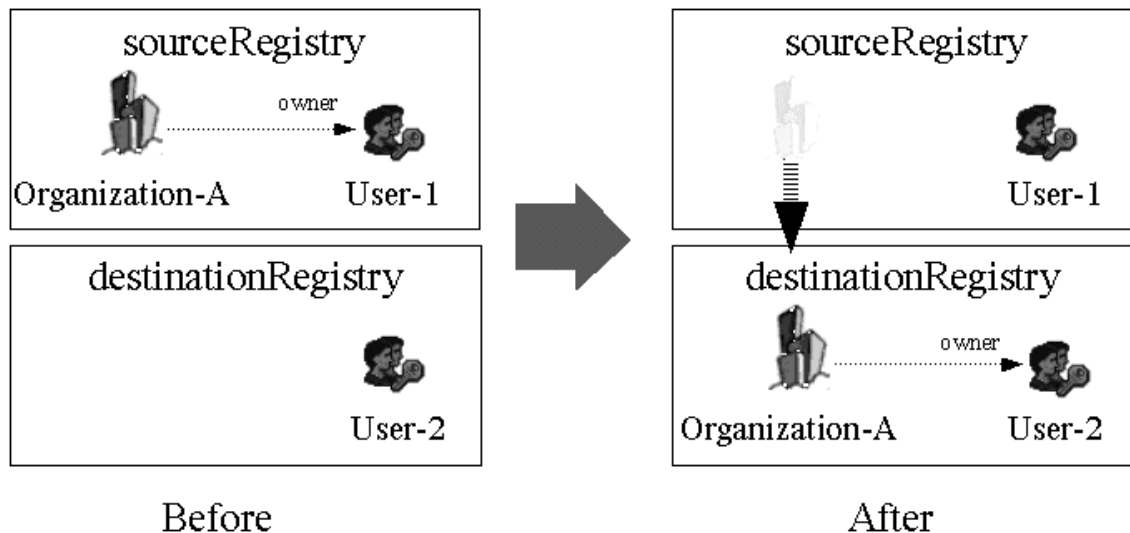 sourceRegistry
owner
Organization-A User-1
destinationRegistry
User-2
Before
sourceRegistry
User-1
destinationRegistry
owner
Organization-A User-2
After